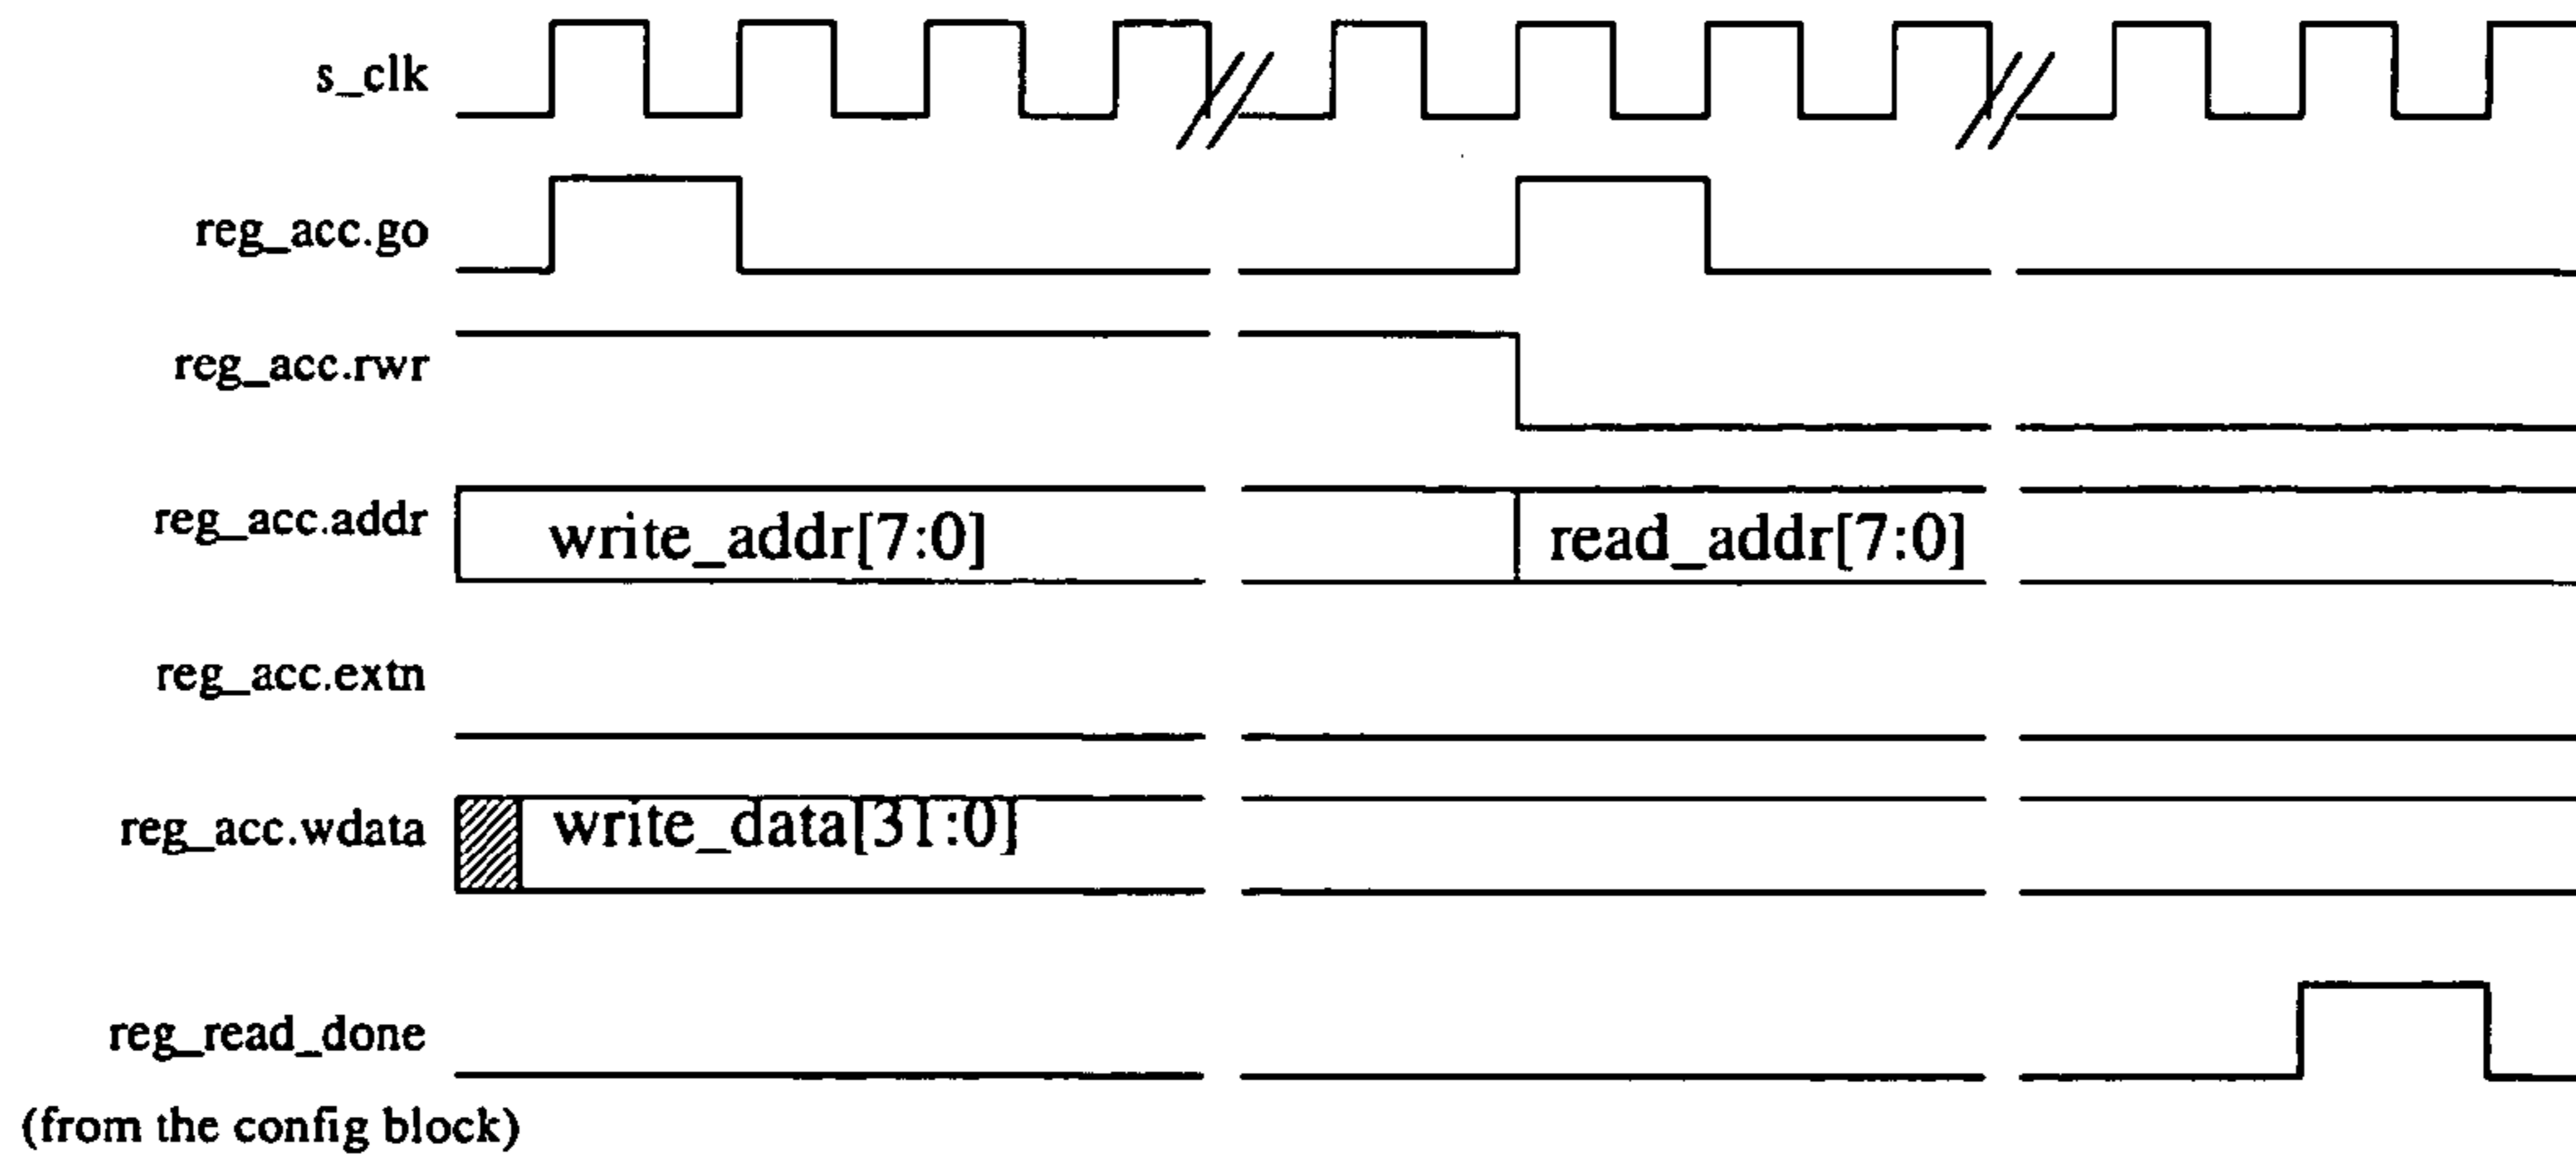 s_clk
reg_acc.go
reg_acc.rwr
reg_acc.addr
write_addr[7:0]
read_addr[7:0]
reg_acc.extn
reg_acc.wdata
write_data[31:0]
reg_read_done
(from the config block)